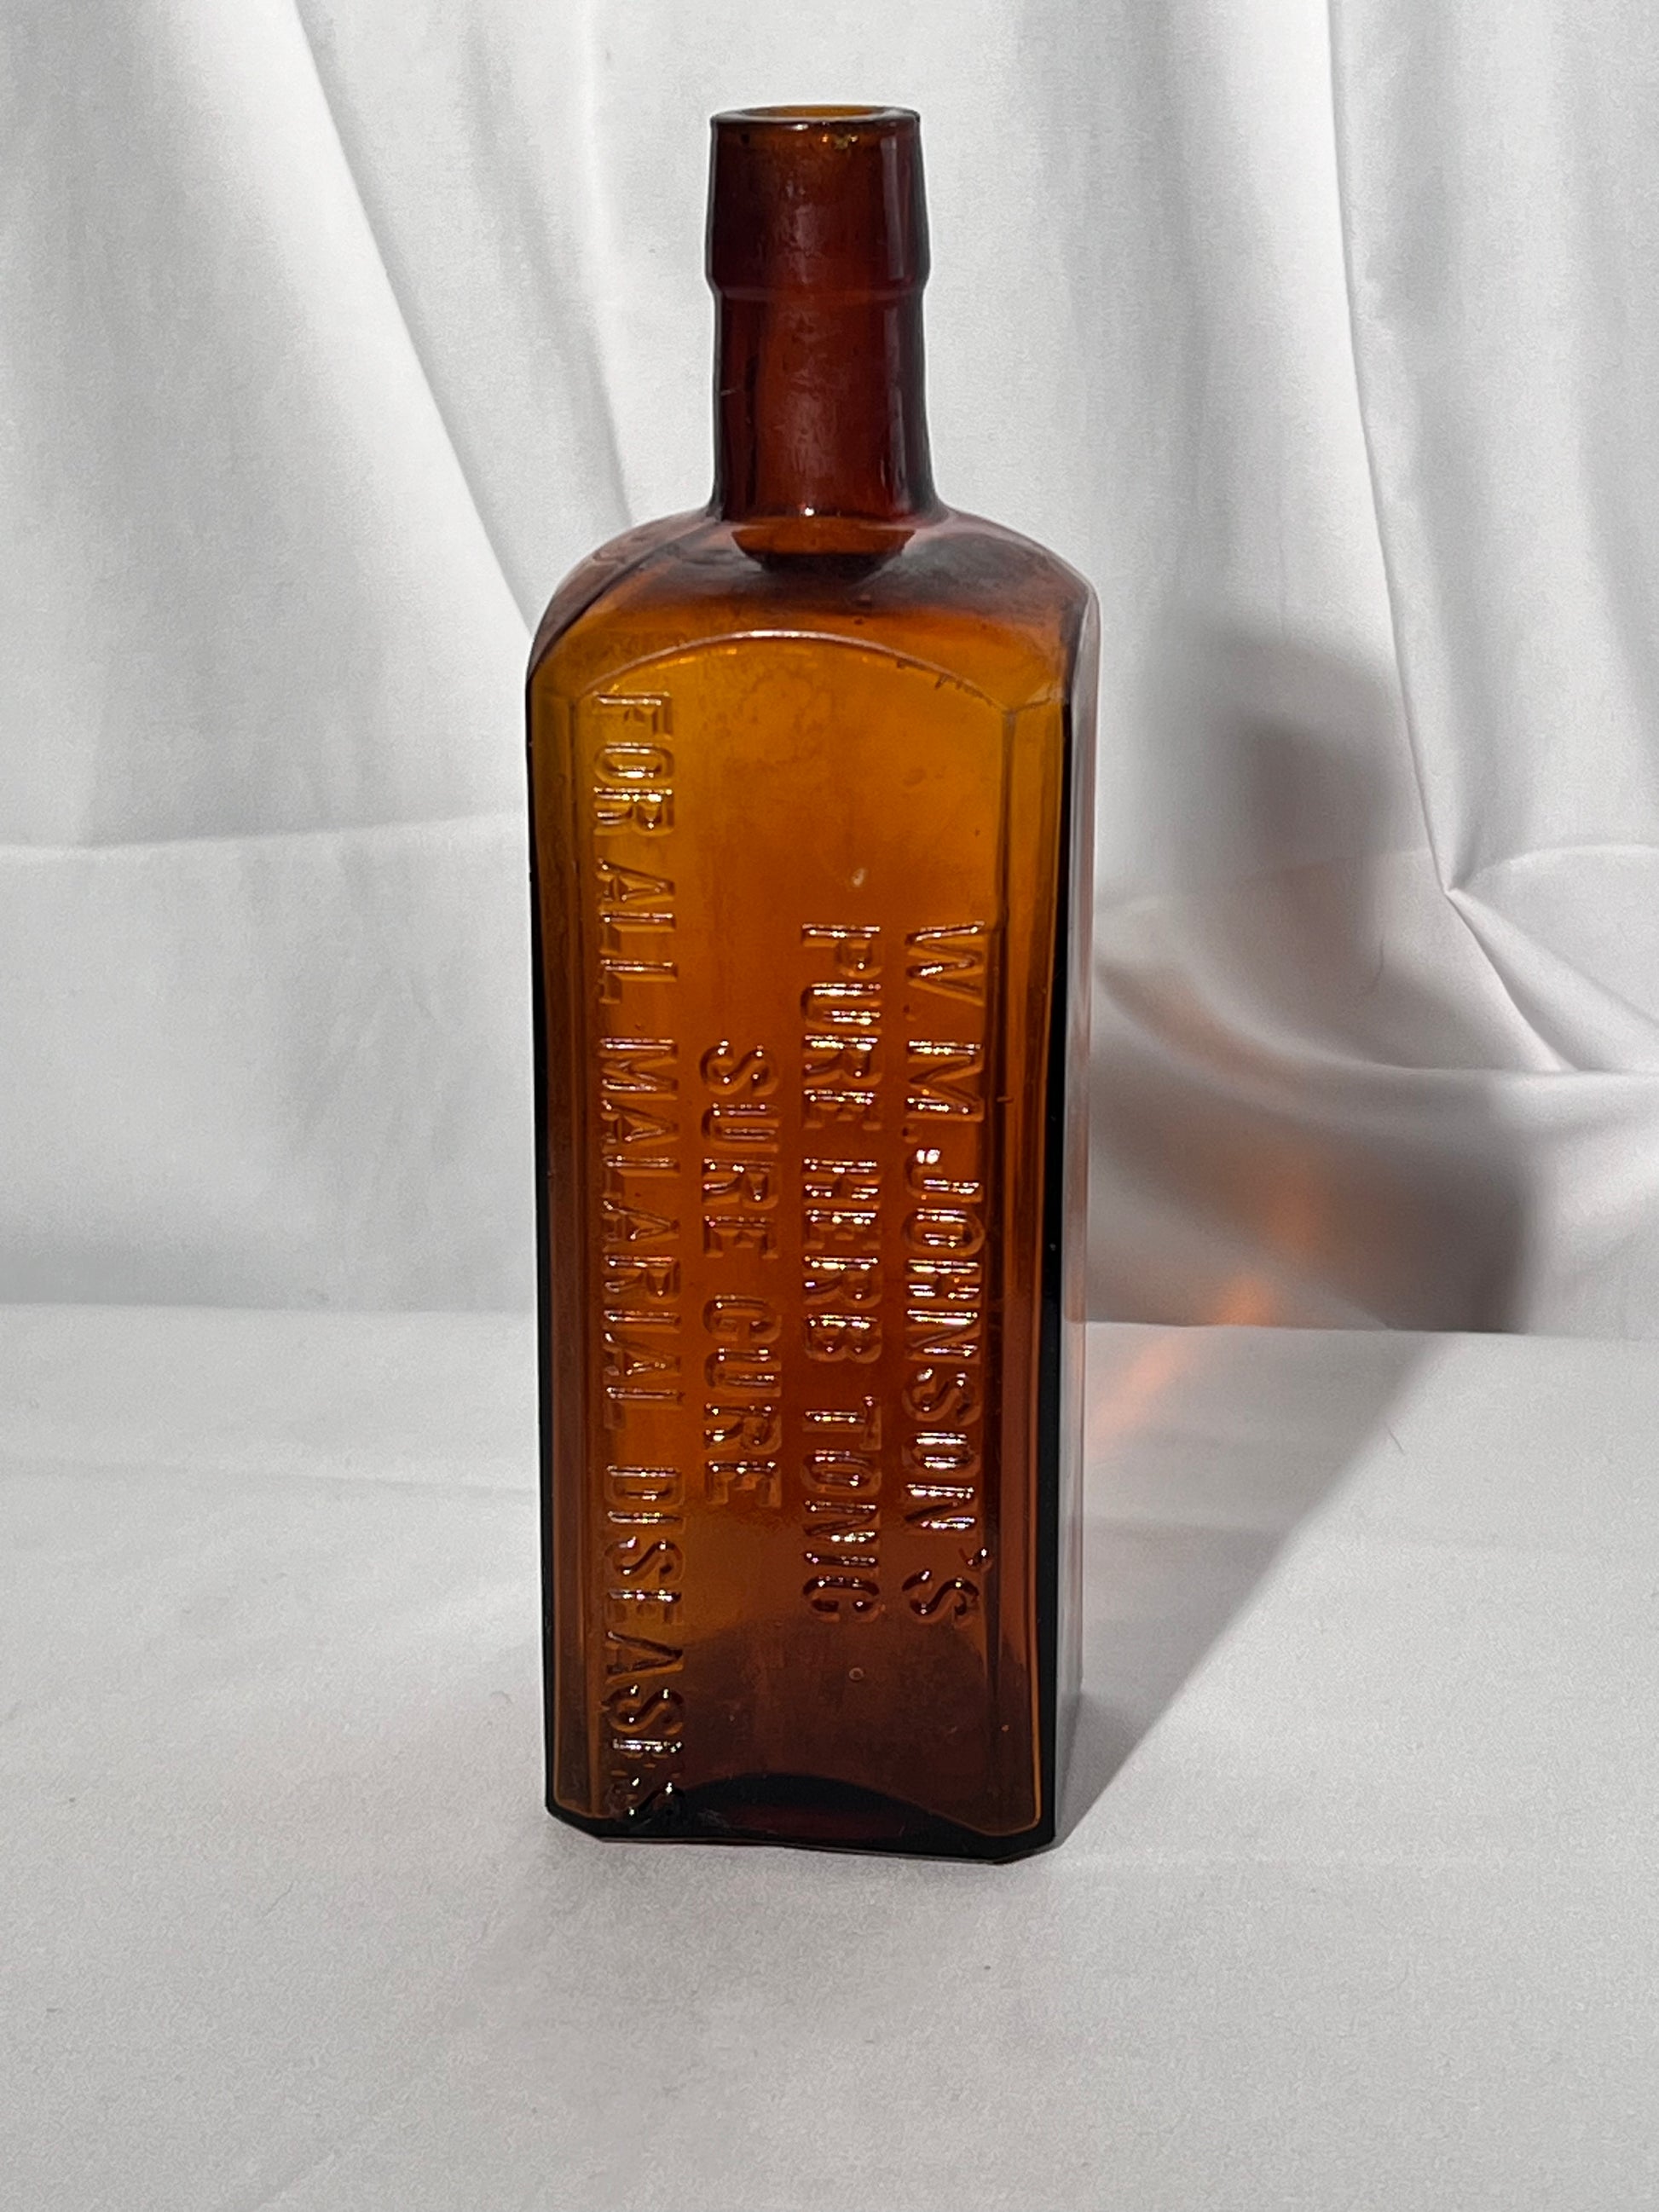 W. M. JOHNSON'S
PURE HERB TONIC
SURE CURE
FOR ALL MALARIAL DISEASES